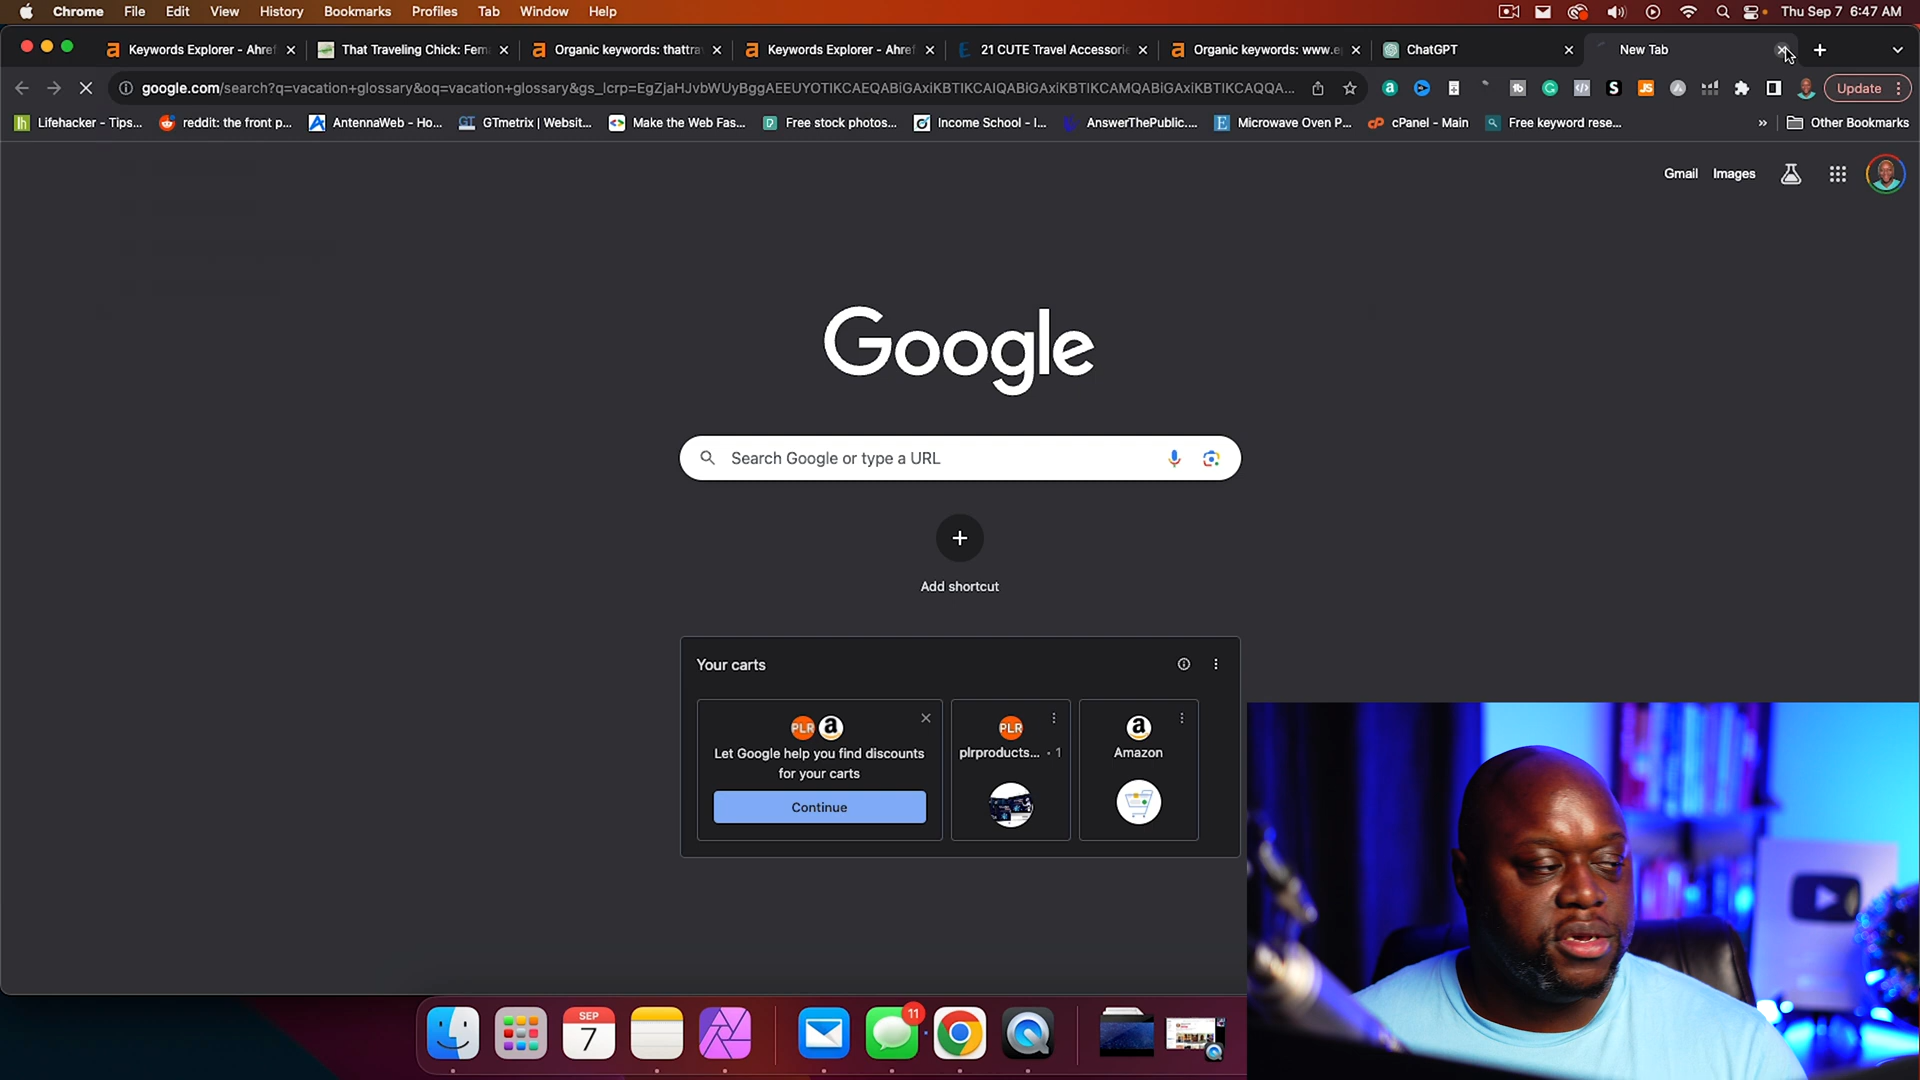 Chrome File Edit View History Bookmarks Profiles Tab Window Help Thu Sep 7 6:47 AM
Keywords Explorer - Ahref That Traveling Chick: Fem Organic keywords: thattra Keywords Explorer - Ahref 21 CUTE Travel Accessorie Organic keywords: www.e ChatGPT New Tab
google.com/search?q=vacation+glossary&oq=vacation+glossary&gs_lcrp=EgZjaHJvbWUyBggAEEUYOTIKCAEQABiGAxiKBTIKCAIQABiGAxiKBTIKCAMQABiGAxiKBTIKCAQQA... Update
Lifehacker - Tips... reddit: the front p... AntennaWeb - Ho... GTmetrix | Websit... Make the Web Fas... Free stock photos... Income School - I... AnswerThePublic.... Microwave Oven P... cPanel - Main Free keyword rese... » Other Bookmarks
Gmail Images
Google
Search Google or type a URL
Add shortcut
Your carts
PLR a PLR a
Let Google help you find discounts
for your carts
plrproducts... • 1 Amazon
Continue
SEP
7
11